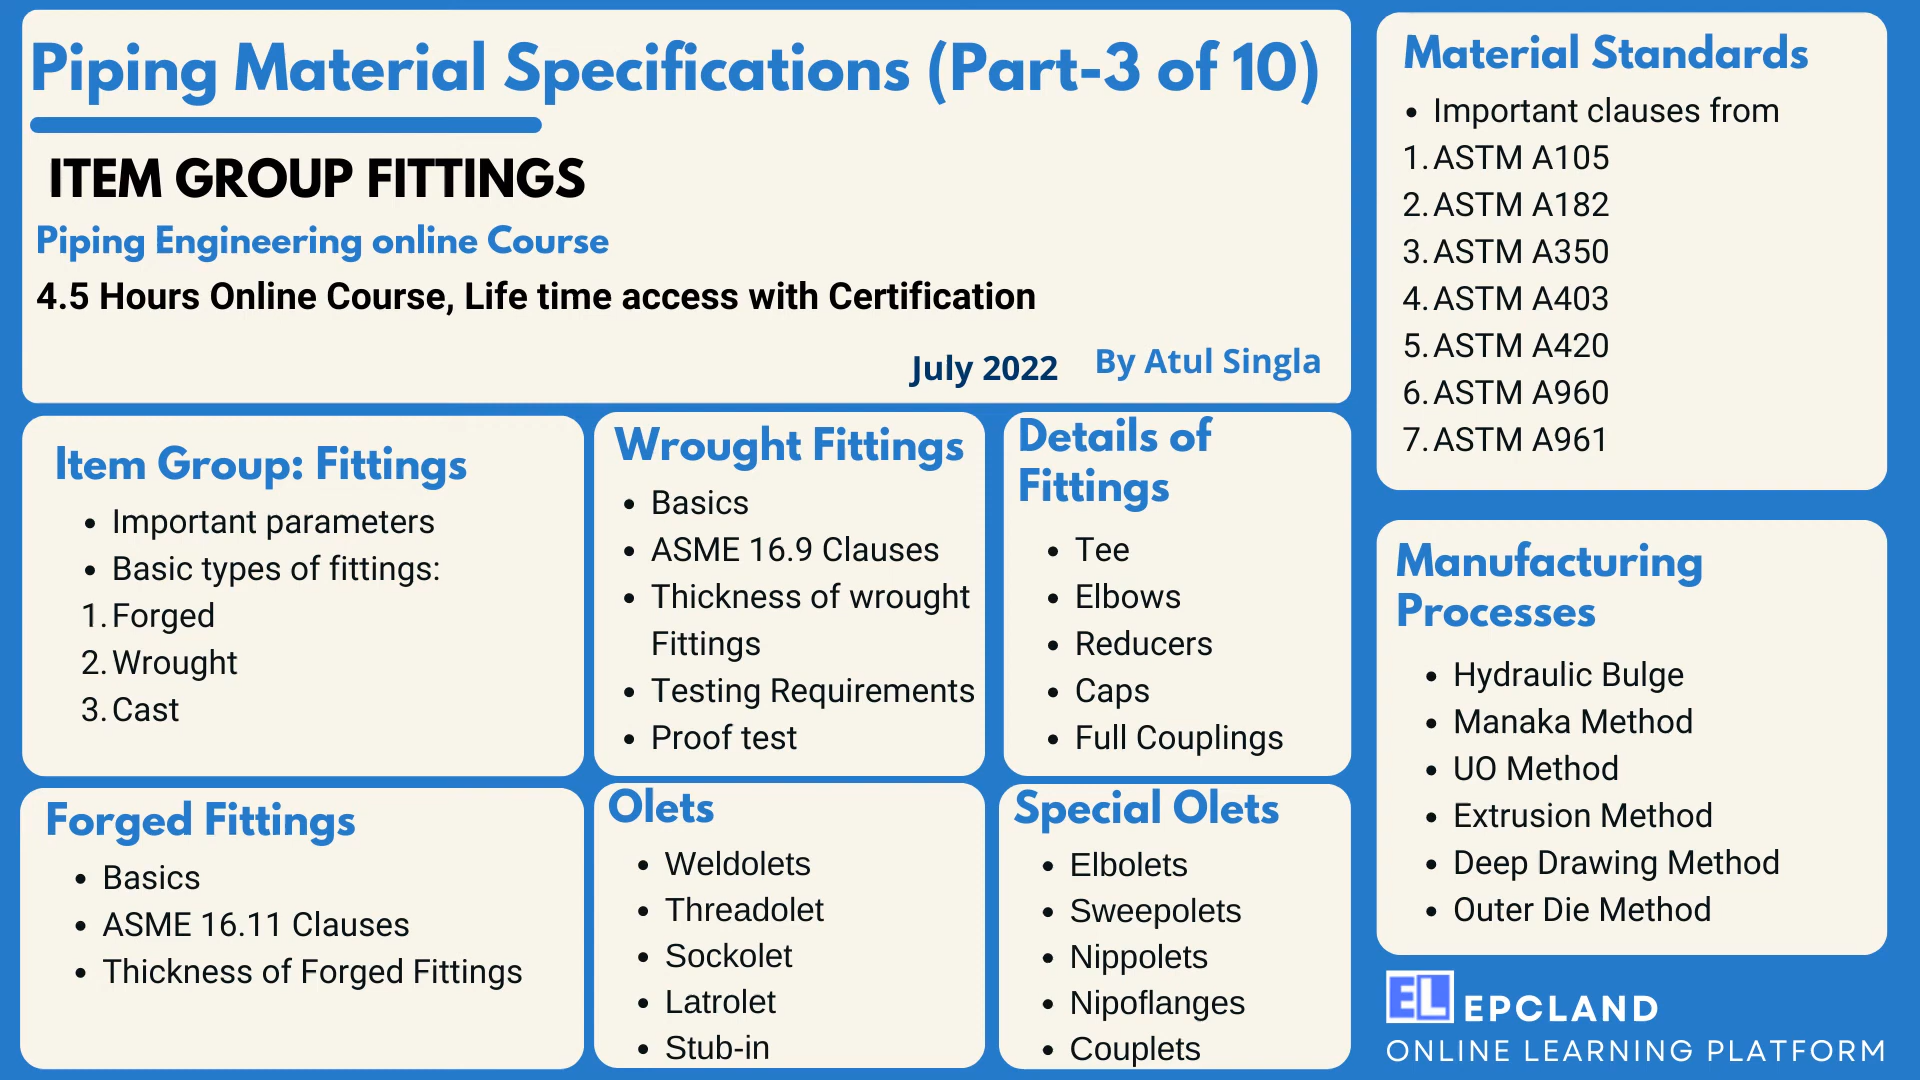 Piping Material Specifications (Part-3 of 10)
ITEM GROUP FITTINGS
Piping Engineering online Course
4.5 Hours Online Course, Life time access with Certification
July 2022 By Atul Singla
Item Group: Fittings
• Important parameters
• Basic types of fittings:
1. Forged
2. Wrought
3. Cast
Wrought Fittings
• Basics
• ASME 16.9 Clauses
• Thickness of wrought
Fittings
• Testing Requirements
• Proof test
Details of
Fittings
• Tee
• Elbows
• Reducers
• Caps
• Full Couplings
Forged Fittings
• Basics
• ASME 16.11 Clauses
• Thickness of Forged Fittings
Olets
• Weldolets
• Threadolet
• Sockolet
• Latrolet
• Stub-in
Special Olets
• Elbolets
• Sweepolets
• Nippolets
• Nipoflanges
• Couplets
Material Standards
• Important clauses from
1. ASTM A105
2. ASTM A182
3. ASTM A350
4. ASTM A403
5. ASTM A420
6. ASTM A960
7. ASTM A961
Manufacturing
Processes
• Hydraulic Bulge
• Manaka Method
• UO Method
• Extrusion Method
• Deep Drawing Method
• Outer Die Method
EL EPCLAND
ONLINE LEARNING PLATFORM